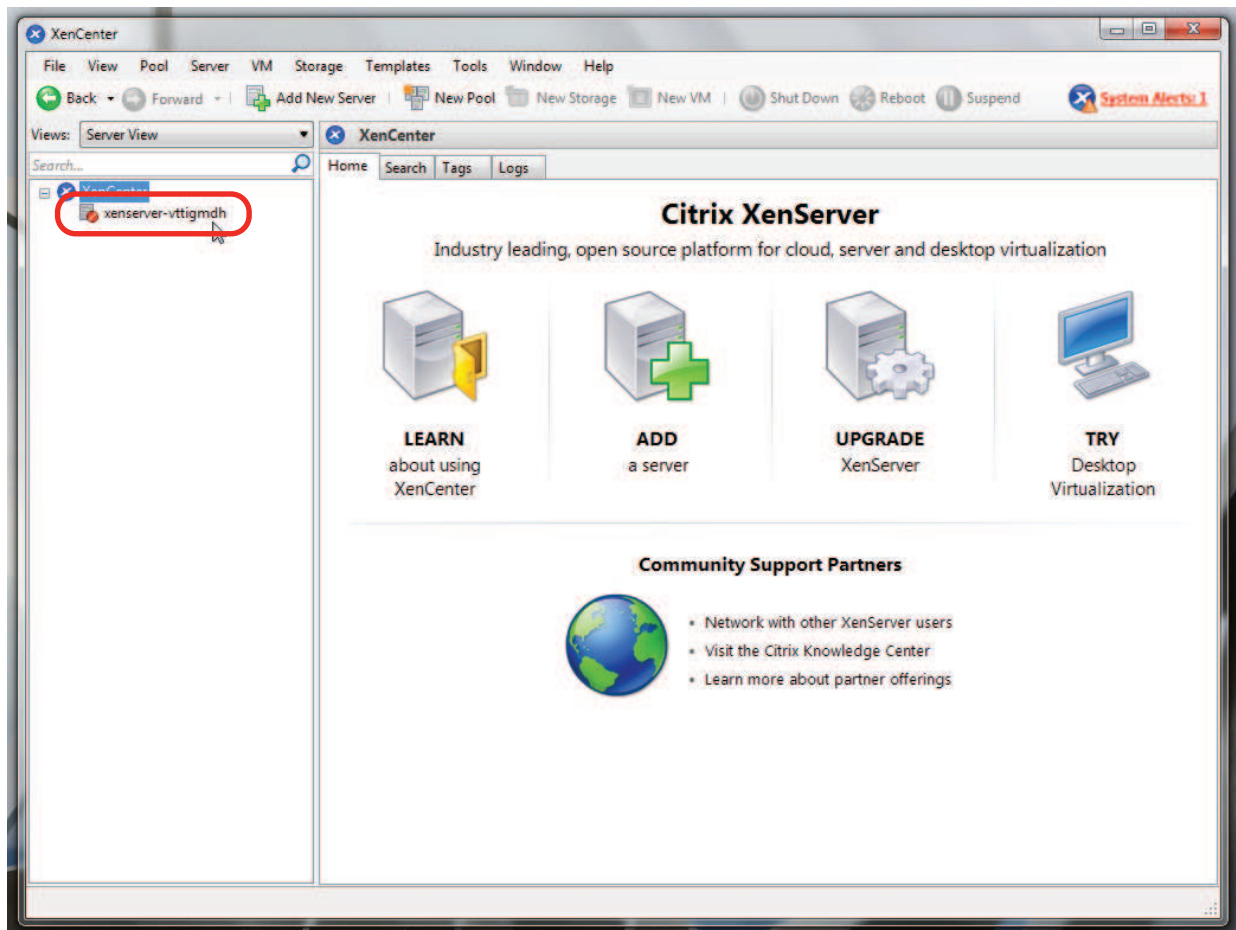 XenCenter
File View Pool Server VM Storage Templates Tools Window Help
Back Forward Add New Server New Pool New Storage New VM Shut Down Reboot Suspend System Alerts: 1
Views: Server View
XenCenter
Search...
Home Search Tags Logs
XenCenter
xenserver-vttigmdh
Citrix XenServer
Industry leading, open source platform for cloud, server and desktop virtualization
LEARN
about using
XenCenter
ADD
a server
UPGRADE
XenServer
TRY
Desktop
Virtualization
Community Support Partners
• Network with other XenServer users
• Visit the Citrix Knowledge Center
• Learn more about partner offerings